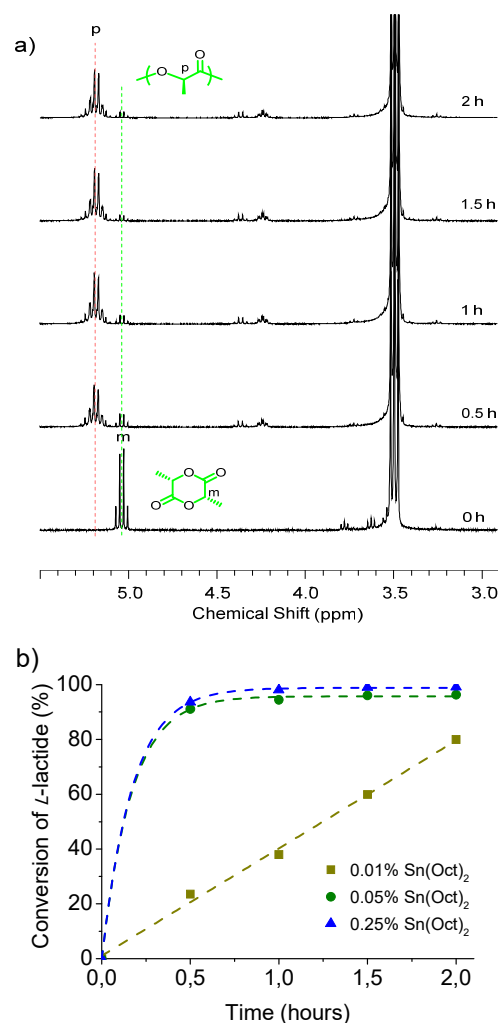 a)
p
O
O
p
2 h
1.5 h
1 h
0.5 h
m
O
O
m
O
O
0 h
5.0 4.5 4.0 3.5 3.0
Chemical Shift (ppm)
b)
Conversion of L-lactide (%)
100
80
60
40
20
0
0.01% Sn(Oct)2
0.05% Sn(Oct)2
0.25% Sn(Oct)2
0,0 0,5 1,0 1,5 2,0
Time (hours)